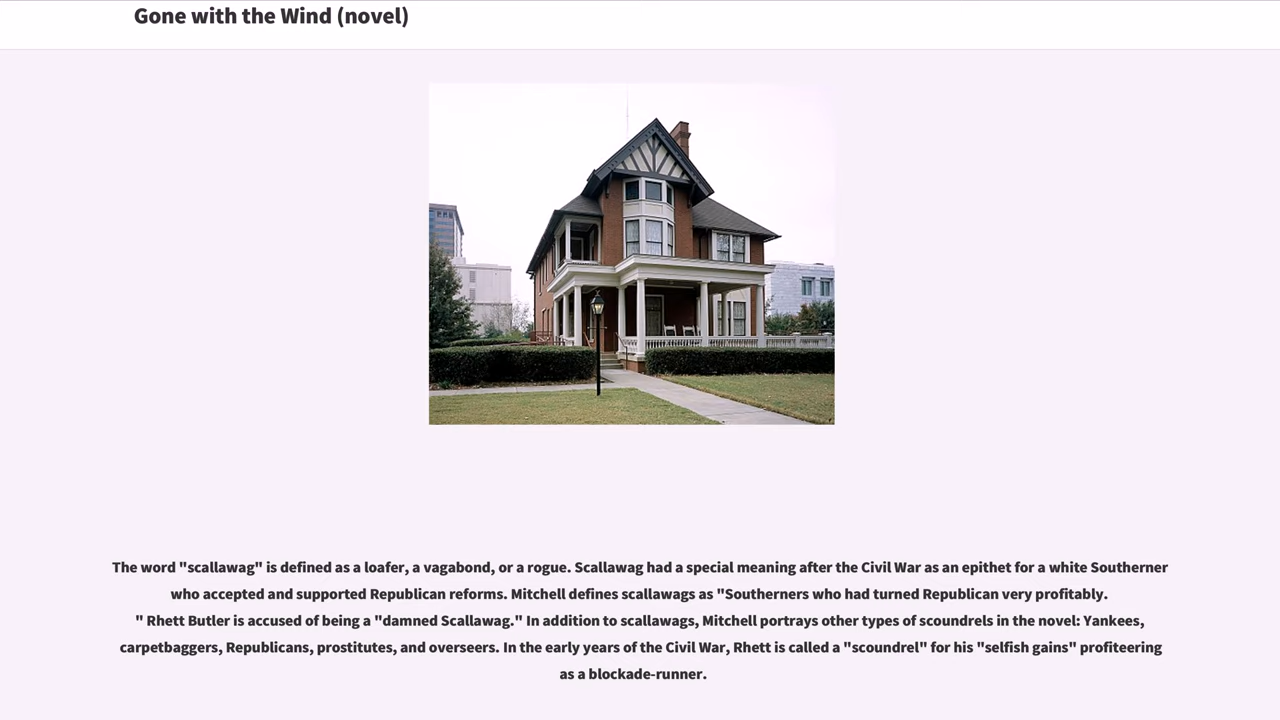 Gone with the Wind (novel)
The word "scallawag" is defined as a loafer, a vagabond, or a rogue. Scallawag had a special meaning after the Civil War as an epithet for a white Southerner
who accepted and supported Republican reforms. Mitchell defines scallawags as "Southerners who had turned Republican very profitably.
" Rhett Butler is accused of being a "damned Scallawag." In addition to scallawags, Mitchell portrays other types of scoundrels in the novel: Yankees,
carpetbaggers, Republicans, prostitutes, and overseers. In the early years of the Civil War, Rhett is called a "scoundrel" for his "selfish gains" profiteering
as a blockade-runner.